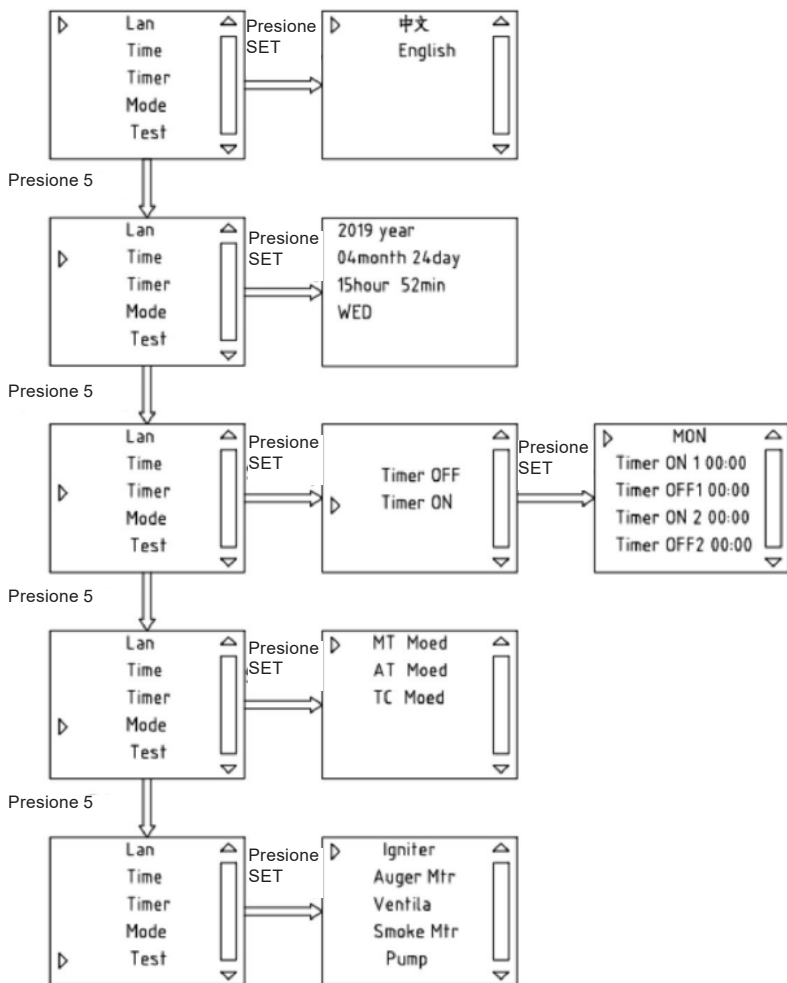 Lan
Time
Timer
Mode
Test
Presione
SET
中文
English
Presione 5
Lan
Time
Timer
Mode
Test
Presione
SET
2019 year
04month 24day
15hour 52min
WED
Presione 5
Lan
Time
Timer
Mode
Test
Presione
SET
Timer OFF
Timer ON
Presione
SET
MON
Timer ON 1 00:00
Timer OFF1 00:00
Timer ON 2 00:00
Timer OFF2 00:00
Presione 5
Lan
Time
Timer
Mode
Test
Presione
SET
MT Moed
AT Moed
TC Moed
Presione 5
Lan
Time
Timer
Mode
Test
Presione
SET
Igniter
Auger Mtr
Ventila
Smoke Mtr
Pump